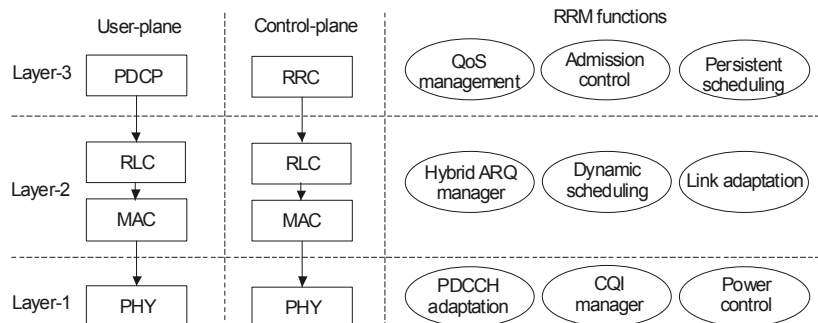 User-plane
Control-plane
RRM functions
Layer-3
PDCP
RRC
QoS
management
Admission
control
Persistent
scheduling
Layer-2
RLC
RLC
MAC
MAC
Hybrid ARQ
manager
Dynamic
scheduling
Link adaptation
Layer-1
PHY
PHY
PDCCH
adaptation
CQI
manager
Power
control